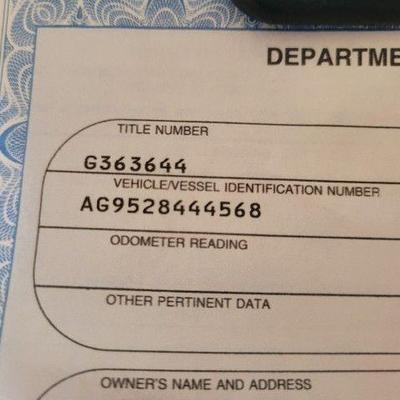 DEPARTME
TITLE NUMBER
G363644
VEHICLE/VESSEL IDENTIFICATION NUMBER
AG9528444568
ODOMETER READING
OTHER PERTINENT DATA
OWNER'S NAME AND ADDRESS